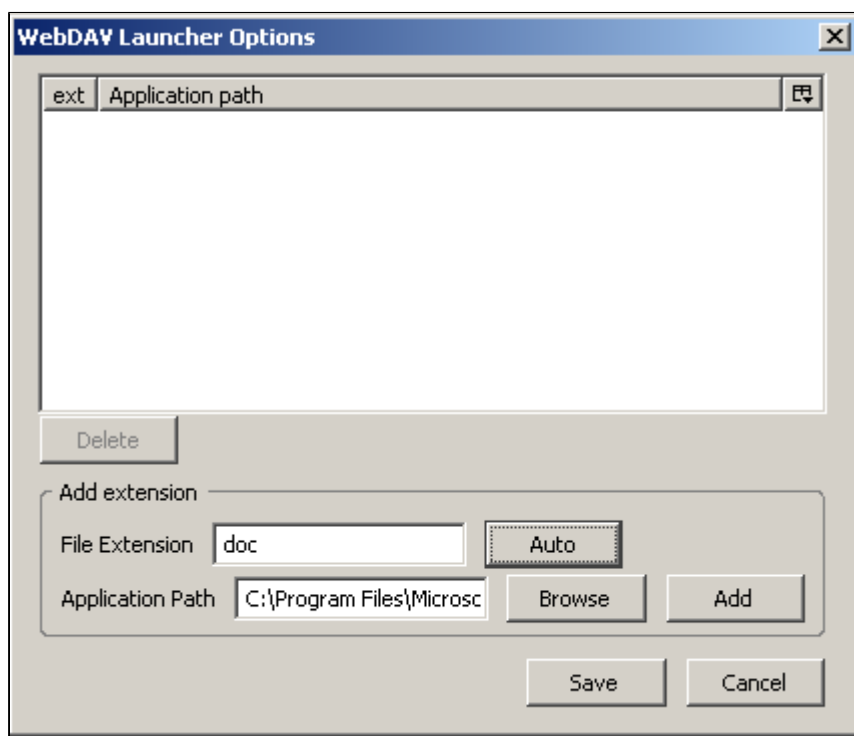 WebDAV Launcher Options
ext Application path
Delete
Add extension
File Extension doc Auto
Application Path C:\Program Files\Microsc Browse Add
Save Cancel